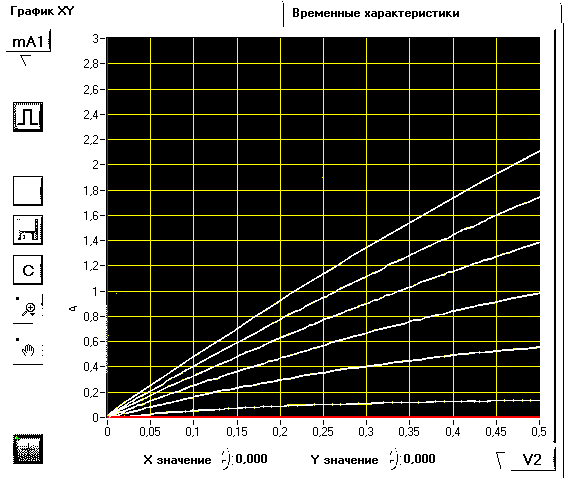 График XY
Временные характеристики
mA1
3
2,8
2,6
2,4
2,2
2
1,8
1,6
1,4
1,2
1
0,8
0,6
0,4
0,2
0
A
C
0 0,05 0,1 0,15 0,2 0,25 0,3 0,35 0,4 0,45 0,5
X значение 0,000 Y значение 0,000
V2